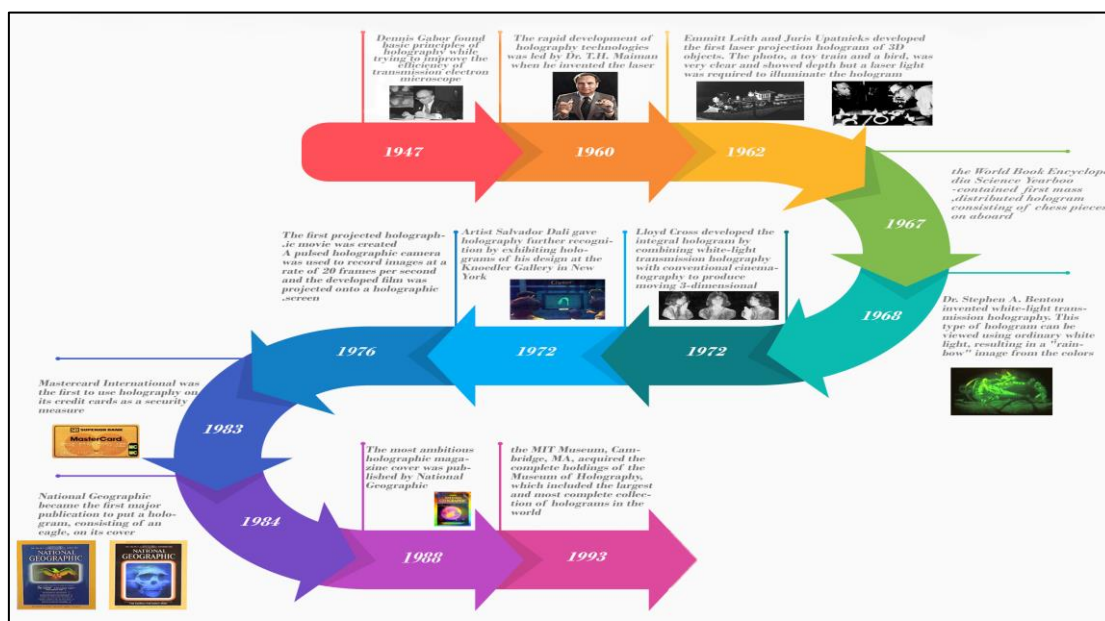 Dennis Gabor found
basic principles of
holography while
trying to improve the
efficiency of
transmission electron
microscope
1947
The rapid development of
holography technologies
was led by Dr. T.H. Maiman
when he invented the laser
1960
Emmitt Leith and Juris Upatnieks developed
the first laser projection hologram of 3D
objects. The photo, a toy train and a bird, was
very clear and showed depth but a laser light
was required to illuminate the hologram
1962
the World Book Encyclope
dia Science Yearboo
-contained first mass
,distributed hologram
consisting of chess pieces
on aboard
1967
Dr. Stephen A. Benton
invented white-light trans-
mission holography. This
type of hologram can be
viewed using ordinary white
light, resulting in a "rain-
bow" image from the colors
1968
Lloyd Cross developed the
integral hologram by
combining white-light
transmission holography
with conventional cinema-
tography to produce
moving 3-dimensional
1972
Artist Salvador Dali gave
holography further recogni-
tion by exhibiting holo-
grams of his design at the
Knoedler Gallery in New
York
1972
The first projected holograph-
.ic movie was created
A pulsed holographic camera
was used to record images at a
rate of 20 frames per second
and the developed film was
projected onto a holographic
.screen
1976
Mastercard International was
the first to use holography on
its credit cards as a security
measure
SUPERIOR BANK
MasterCard
1983
National Geographic
became the first major
publication to put a holo-
gram, consisting of an
eagle, on its cover
NATIONAL
GEOGRAPHIC
NATIONAL
GEOGRAPHIC
1984
The most ambitious
holographic maga-
zine cover was pub-
lished by National
Geographic
1988
the MIT Museum, Cam-
bridge, MA, acquired the
complete holdings of the
Museum of Holography,
which included the largest
and most complete collec-
tion of holograms in the
world
1993